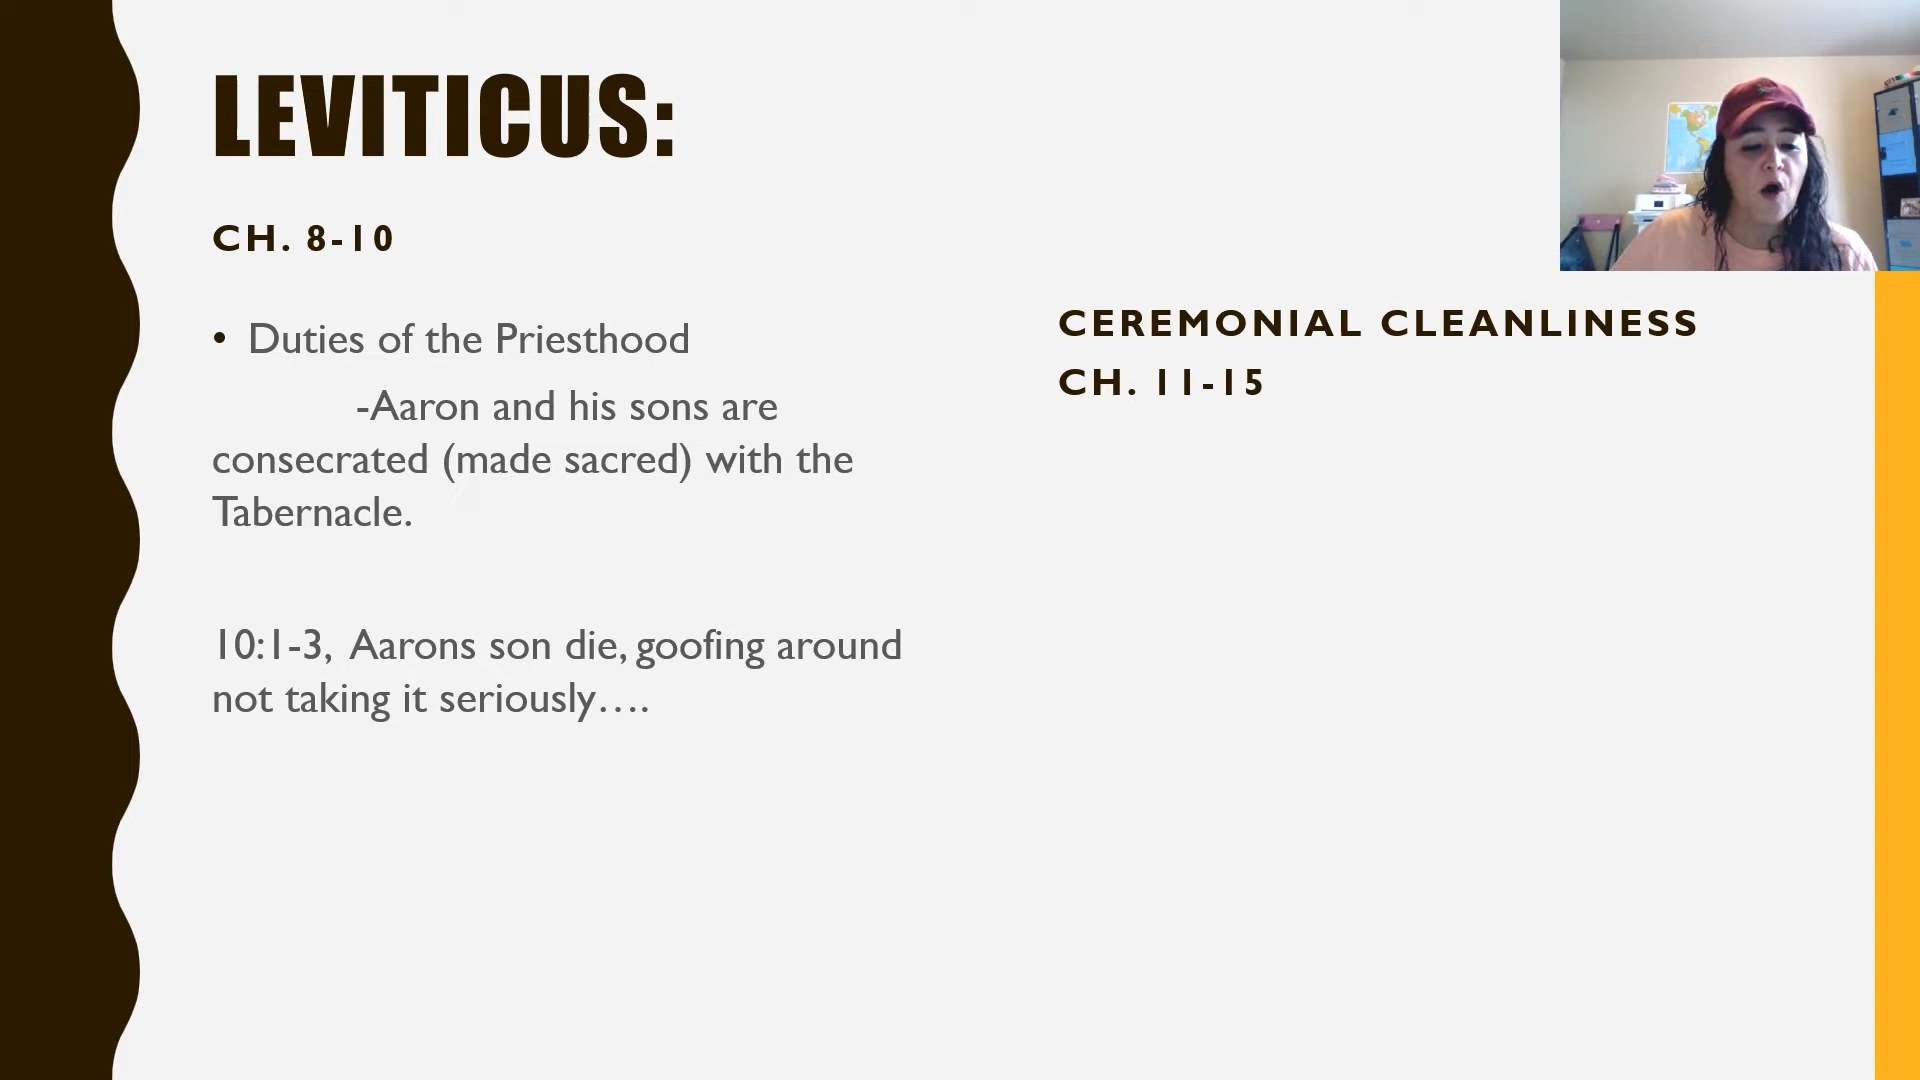 LEVITICUS:
CH. 8-10
• Duties of the Priesthood
-Aaron and his sons are
consecrated (made sacred) with the
Tabernacle.
10:1-3, Aarons son die, goofing around
not taking it seriously….
CEREMONIAL CLEANLINESS
CH. 11-15